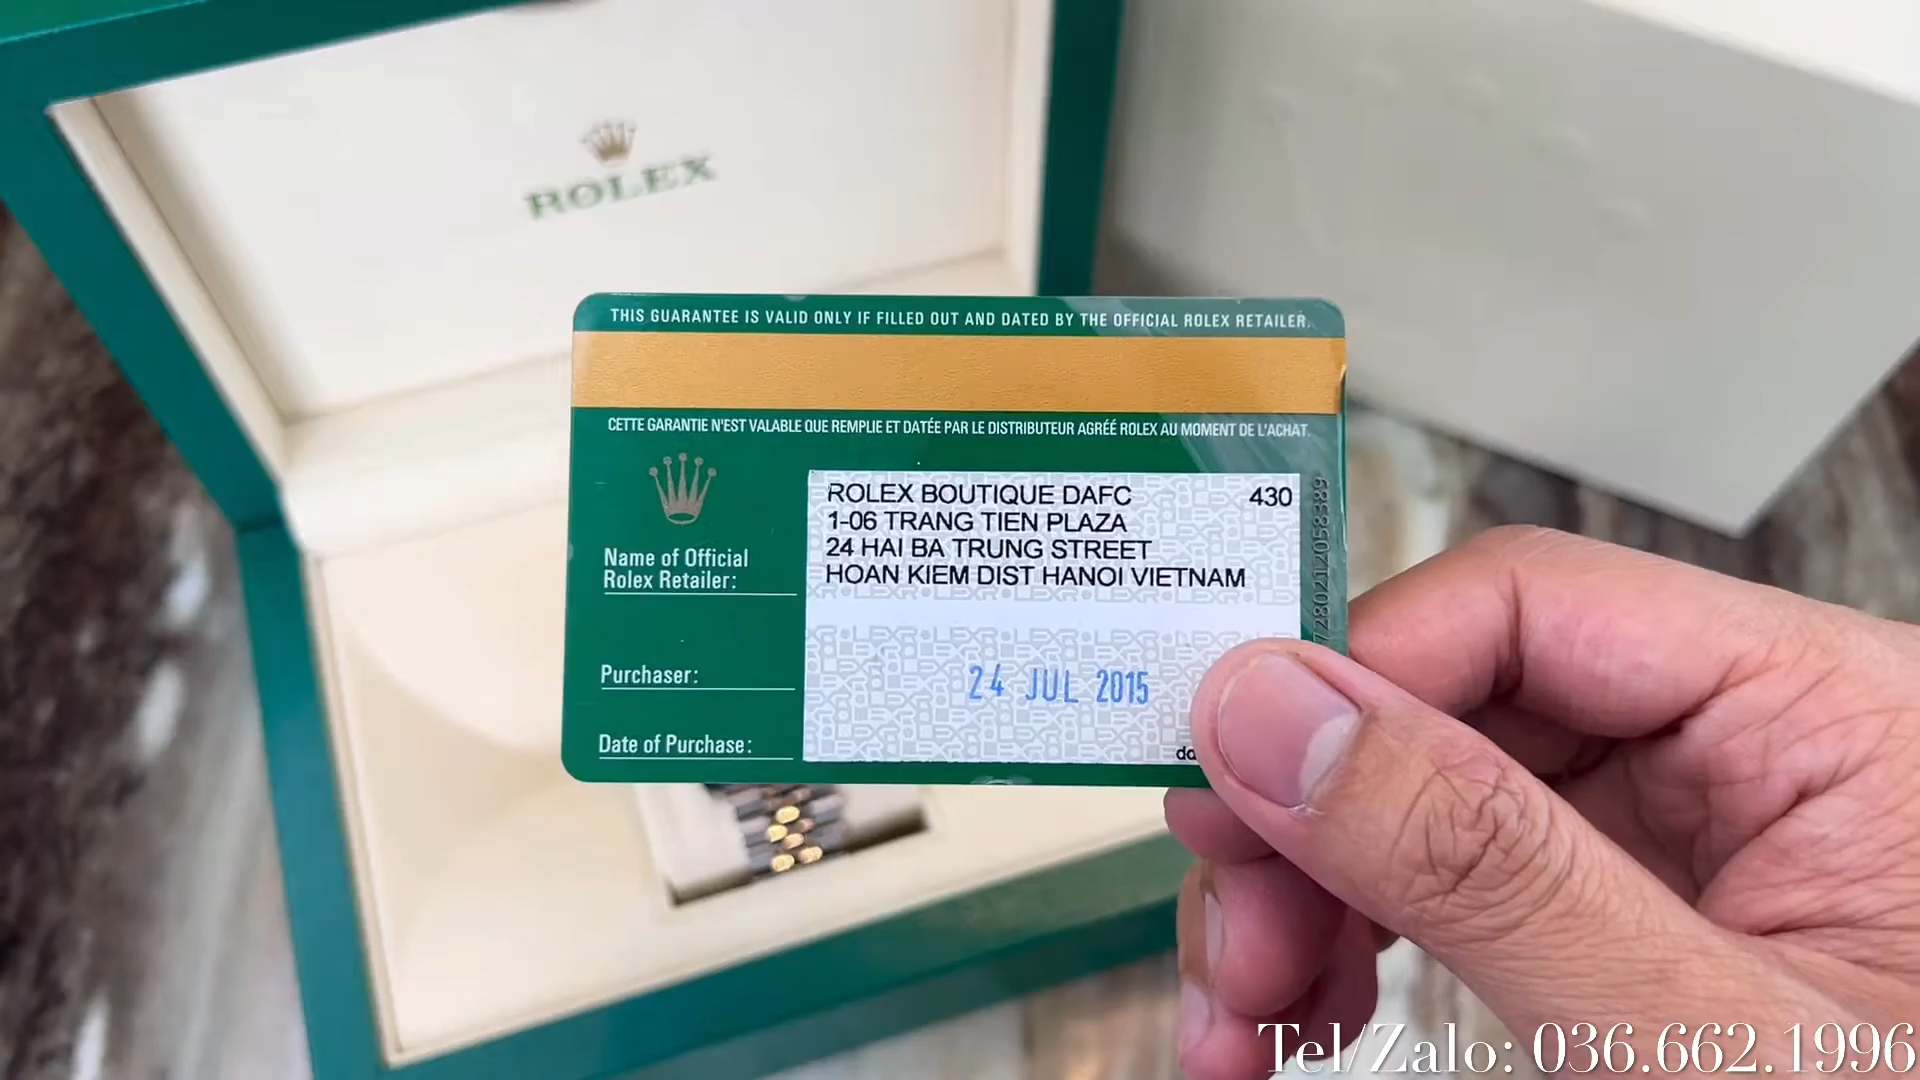 ROLEX
THIS GUARANTEE IS VALID ONLY IF FILLED OUT AND DATED BY THE OFFICIAL ROLEX RETAILER.
CETTE GARANTIE N'EST VALABLE QUE REMPLIE ET DATÉE PAR LE DISTRIBUTEUR AGRÉÉ ROLEX AU MOMENT DE L'ACHAT.
ROLEX BOUTIQUE DAFC 430
1-06 TRANG TIEN PLAZA
24 HAI BA TRUNG STREET
HOAN KIEM DIST HANOI VIETNAM
Name of Official
Rolex Retailer:
Purchaser:
24 JUL 2015
Date of Purchase:
Tel/Zalo: 036.662.1996